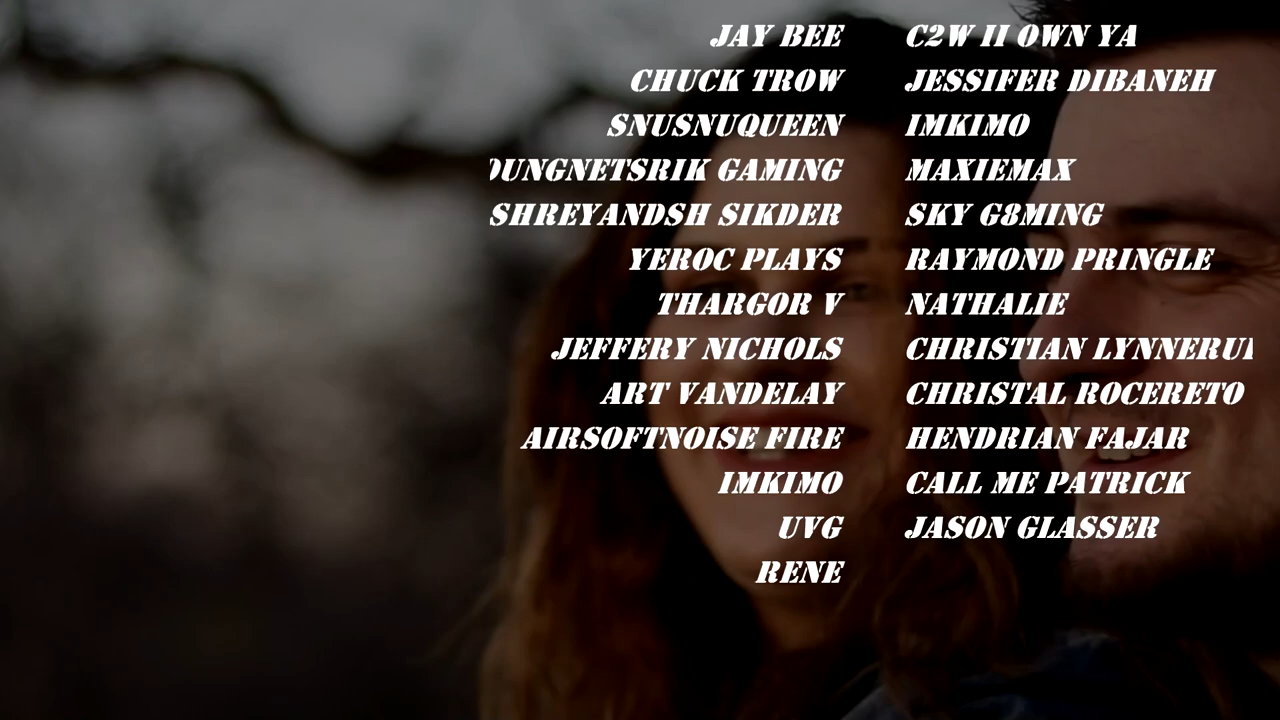 JAY BEE C2W II OWN YA
CHUCK TROW JESSIFER DIBANEH
SNUSNUQUEEN IMKIMO
GAMING MAXIEMAX
SHREYANDSH SIKDER SKY G8MING
YEROC PLAYS RAYMOND PRINGLE
THARGOR V NATHALIE
JEFFERY NICHOLS CHRISTIAN
ART VANDELAY CHRISTAL ROCERETO
AIRSOFTNOISE FIRE HENDRIAN FAJAR
IMKIMO CALL ME PATRICK
UVG JASON GLASSER
RENE